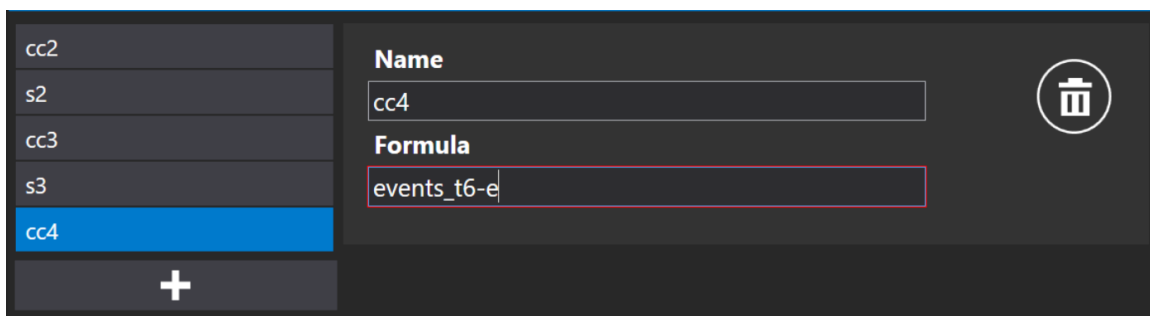 cc2
s2
cc3
s3
cc4
Name
cc4
Formula
events_t6-e